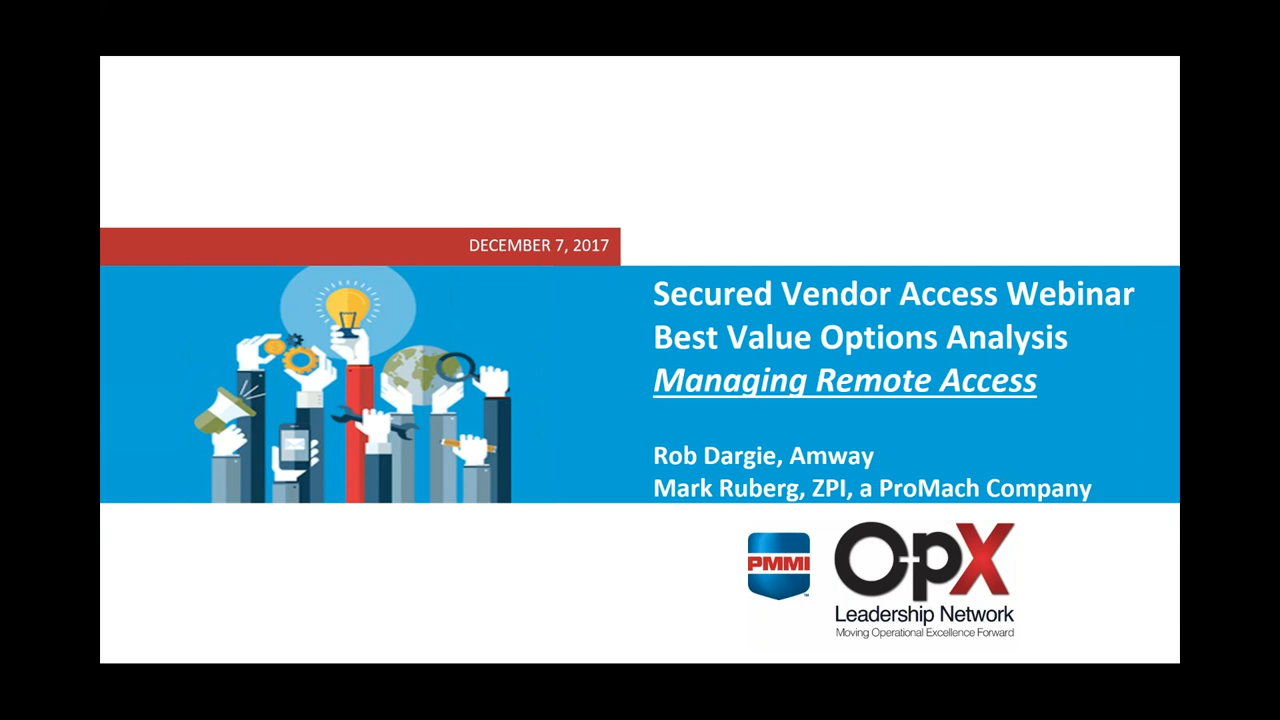 DECEMBER 7, 2017
Secured Vendor Access Webinar
Best Value Options Analysis
Managing Remote Access
Rob Dargie, Amway
Mark Ruberg, ZPI, a ProMach Company
PMMI
OpX
Leadership Network
Moving Operational Excellence Forward